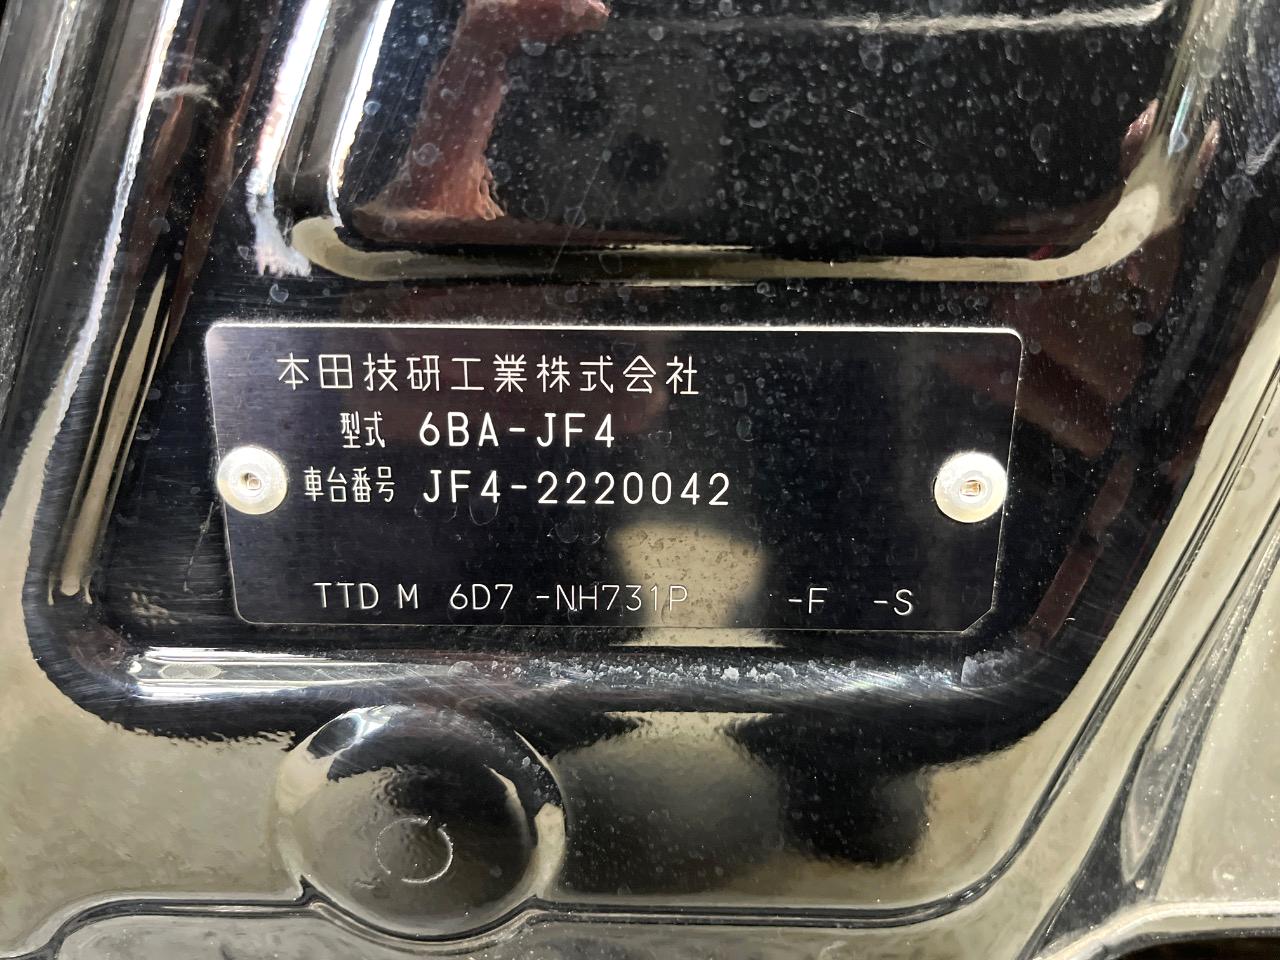 本田技研工業株式会社
型式 6BA-JF4
車台番号 JF4-2220042
TTD M 6D7 -NH731P -F -S